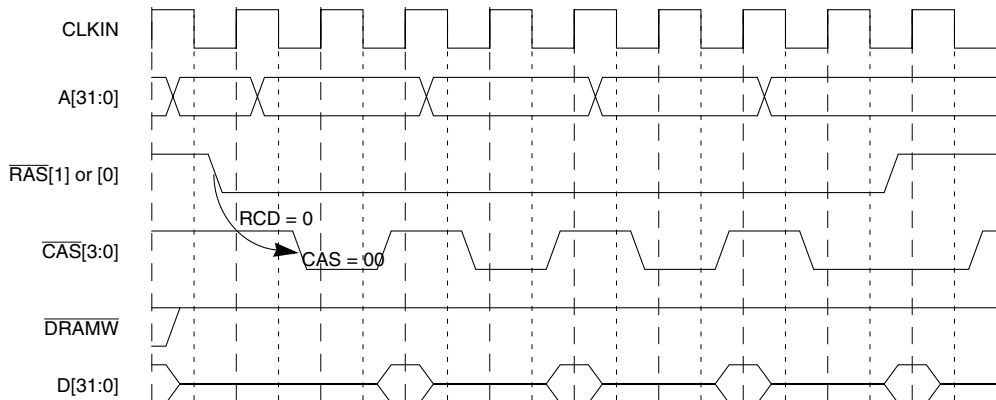 CLKIN
A[31:0]
RAS[1] or [0]
RCD = 0
CAS[3:0]
CAS = 00
DRAMW
D[31:0]